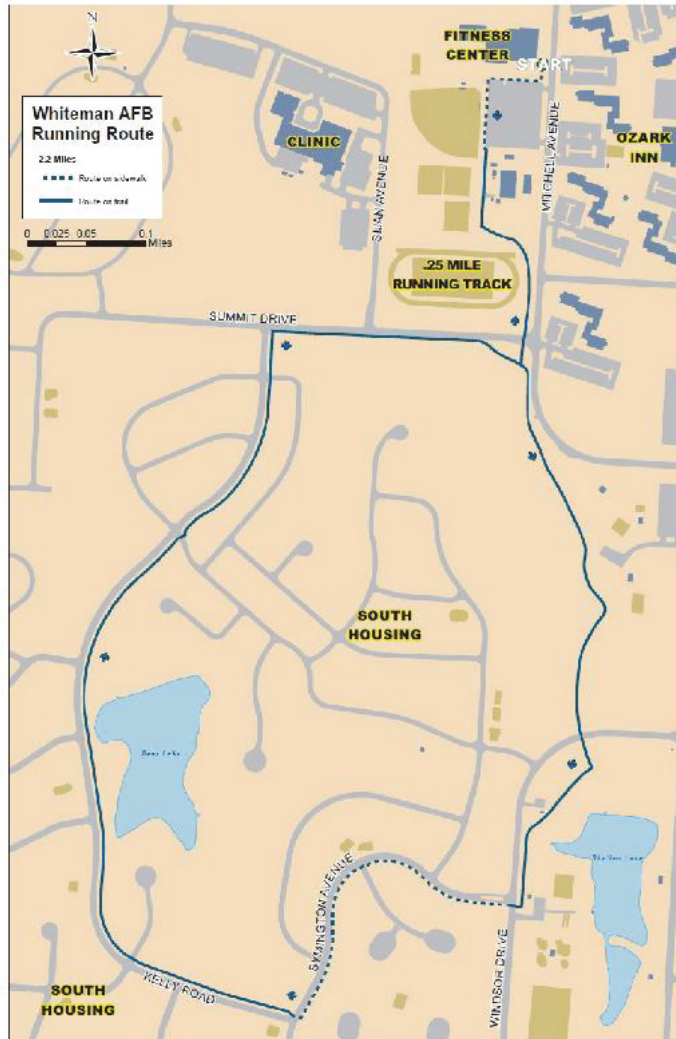 N
FITNESS
CENTER
START
Whiteman AFB
Running Route
2.2 Miles
Route on sidewalk
Route on trail
0 0.025 0.05 0.1
Miles
CLINIC
SIJAN AVENUE
MITCHELL AVENUE
OZARK
INN
.25 MILE
RUNNING TRACK
SUMMIT DRIVE
SOUTH
HOUSING
Bear Lake
SYMINGTON AVENUE
WINDSOR DRIVE
KELLY ROAD
SOUTH
HOUSING